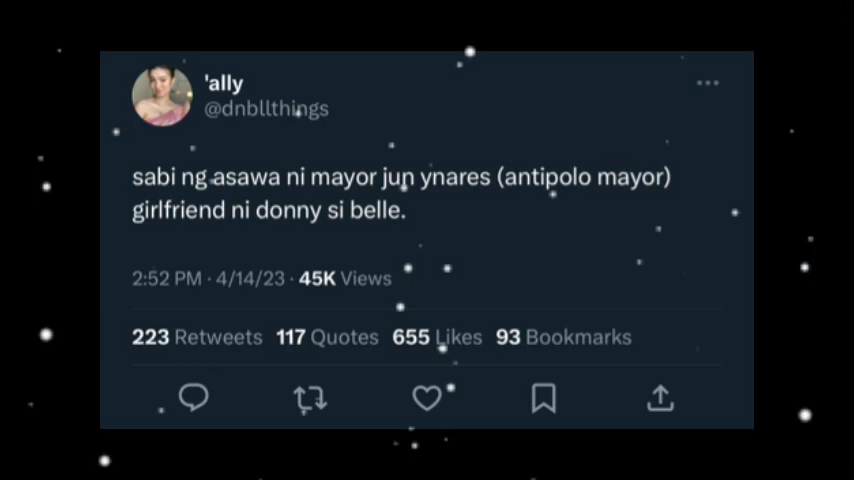 'ally
@dnbllthings
sabi ng asawa ni mayor jun ynares (antipolo mayor)
girlfriend ni donny si belle.
2:52 PM · 4/14/23 · 45K Views
223 Retweets 117 Quotes 655 Likes 93 Bookmarks